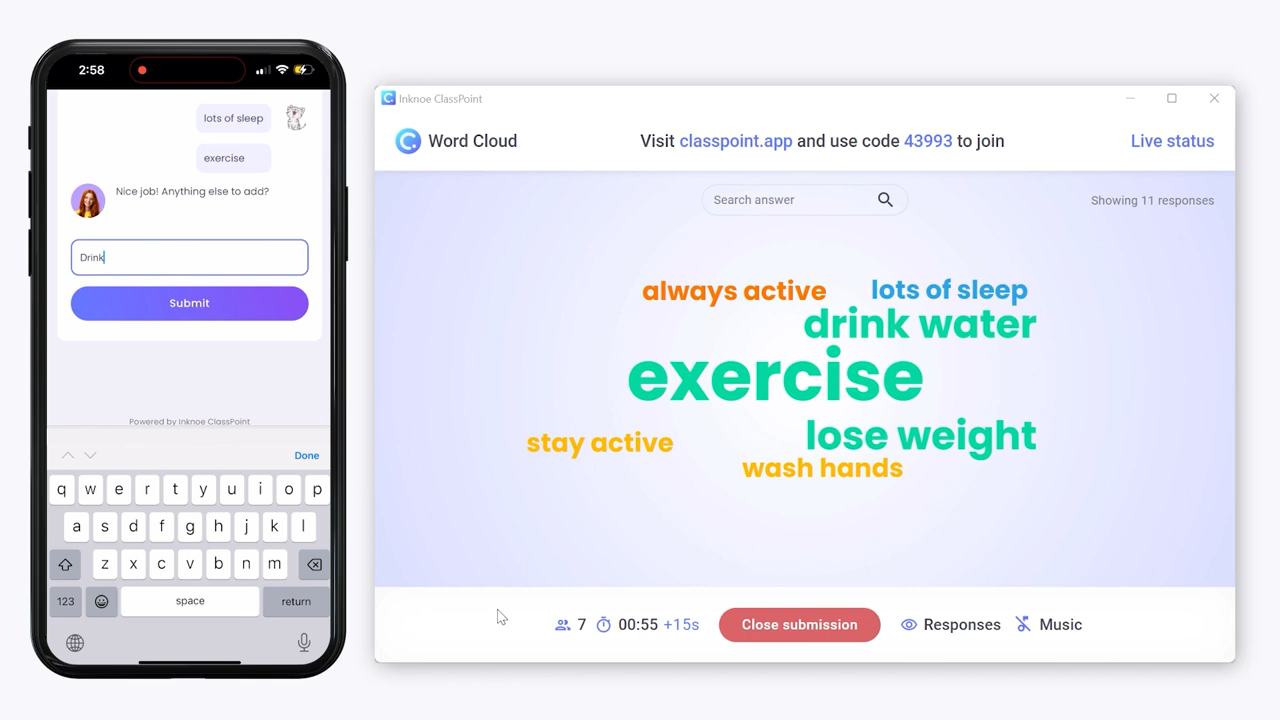 2:58
lots of sleep
exercise
Nice job! Anything else to add?
Drink
Submit
Powered by Inknoe ClassPoint
Done
q w e r t y u i o p
a s d f g h j k l
z x c v b n m
123 space return
Inknoe ClassPoint
C. Word Cloud
Visit classpoint.app and use code 43993 to join
Live status
Search answer
Showing 11 responses
always active
lots of sleep
drink water
exercise
lose weight
stay active
wash hands
7 00:55 +15s
Close submission
Responses
Music